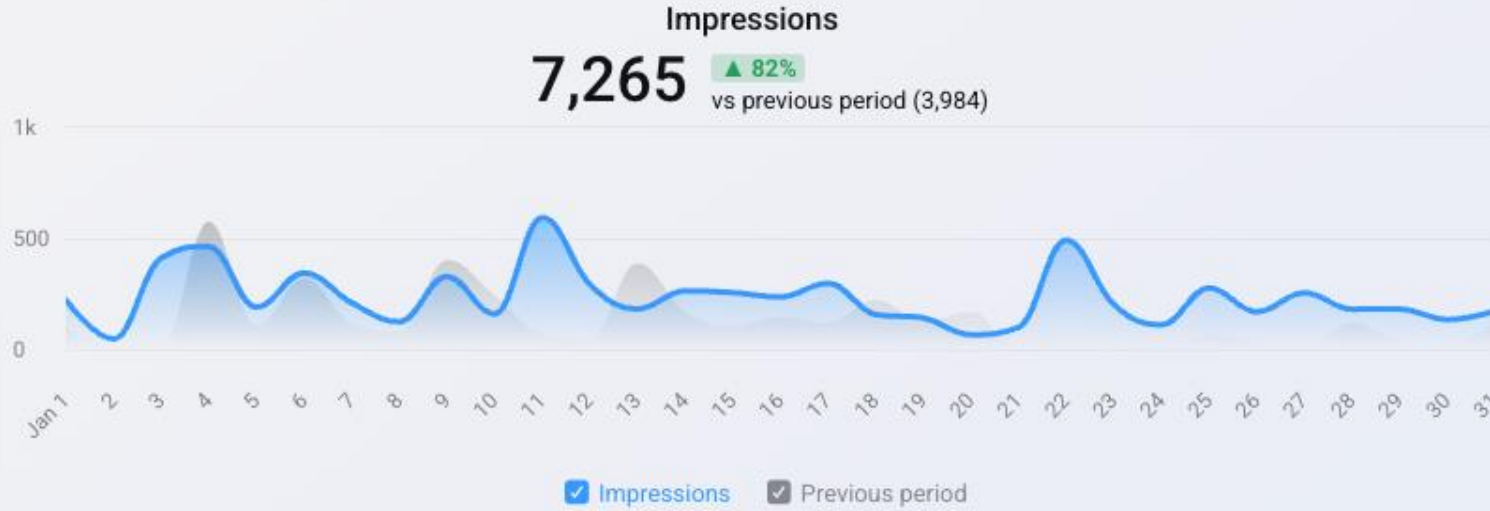 Impressions
7,265
▲ 82%
vs previous period (3,984)
1k
500
0
Jan 1 2 3 4 5 6 7 8 9 10 11 12 13 14 15 16 17 18 19 20 21 22 23 24 25 26 27 28 29 30 31
Impressions Previous period